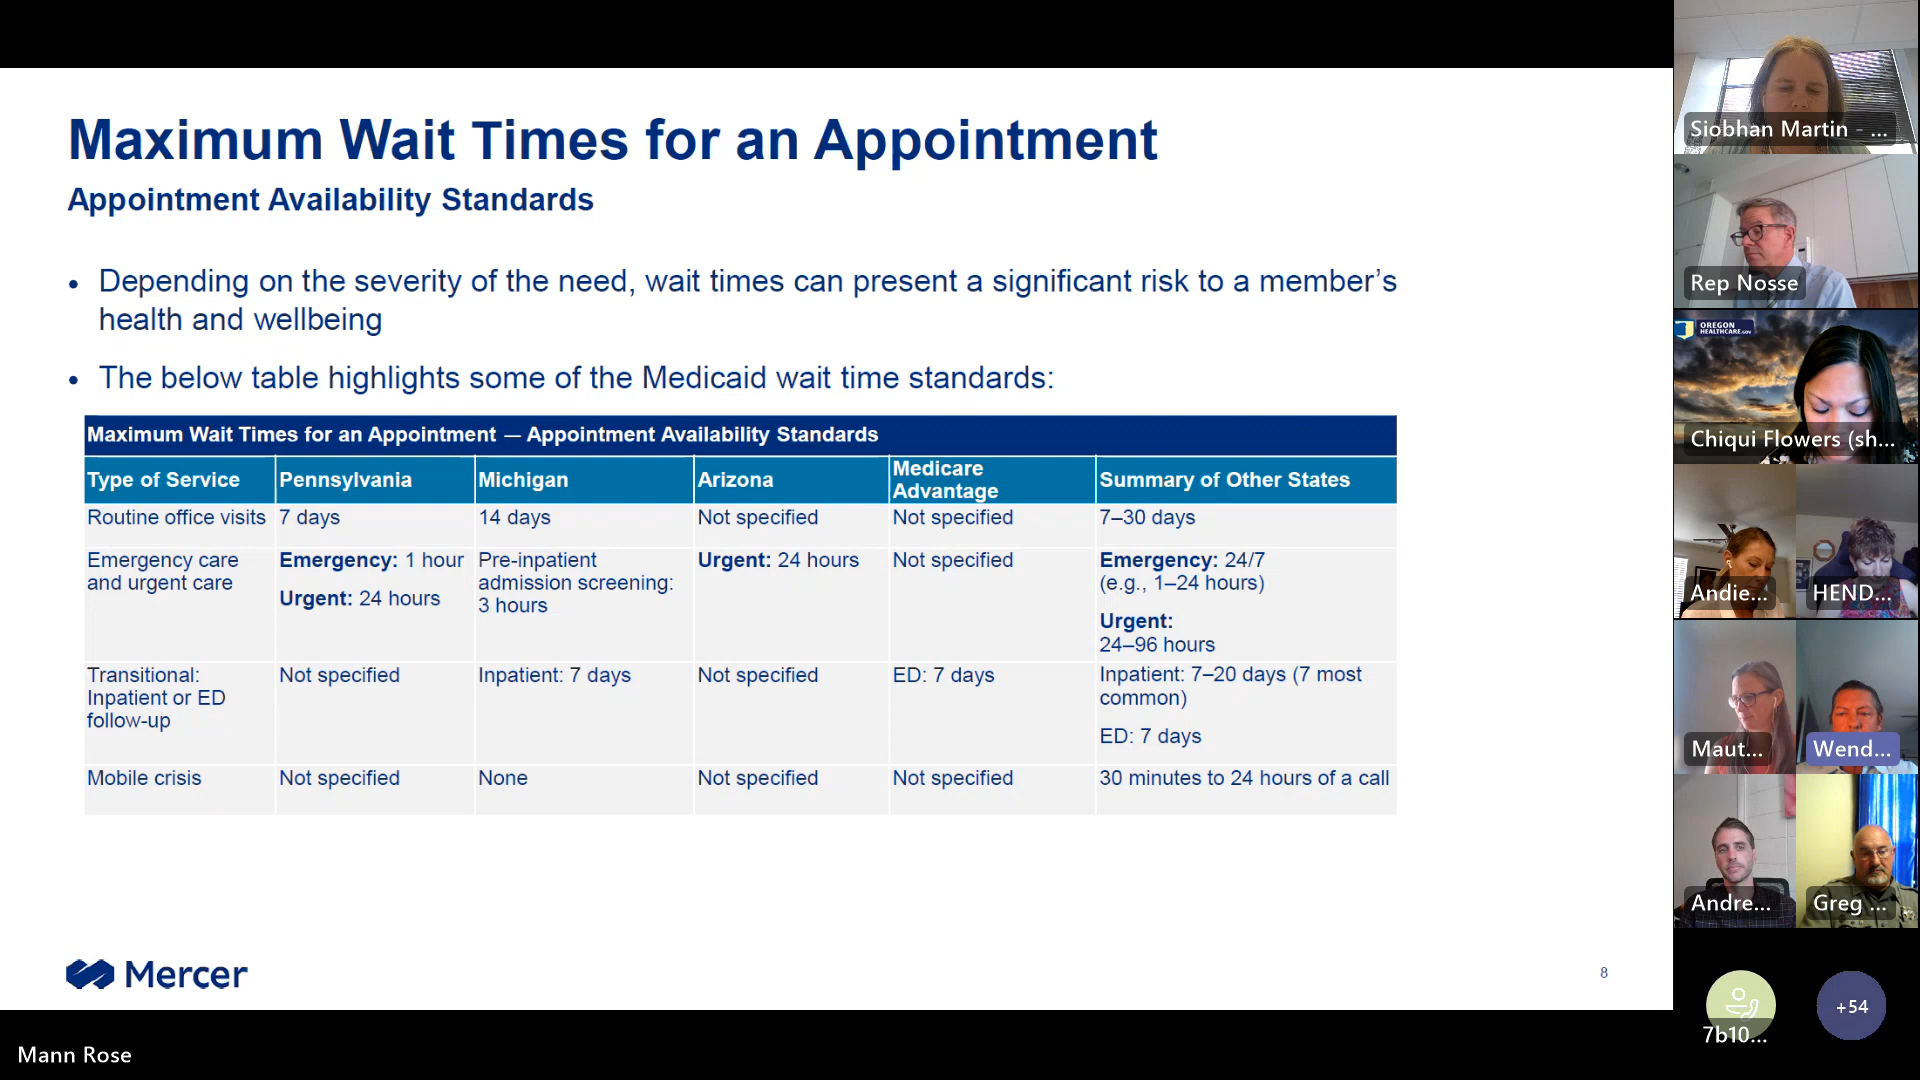 Maximum Wait Times for an Appointment
Appointment Availability Standards
• Depending on the severity of the need, wait times can present a significant risk to a member’s
health and wellbeing
• The below table highlights some of the Medicaid wait time standards:
Maximum Wait Times for an Appointment — Appointment Availability Standards
Type of Service
Pennsylvania
Michigan
Arizona
Medicare
Advantage
Summary of Other States
Routine office visits
7 days
14 days
Not specified
Not specified
7–30 days
Emergency care
and urgent care
Emergency: 1 hour
Urgent: 24 hours
Pre-inpatient
admission screening:
3 hours
Urgent: 24 hours
Not specified
Emergency: 24/7
(e.g., 1–24 hours)
Urgent:
24–96 hours
Transitional:
Inpatient or ED
follow-up
Not specified
Inpatient: 7 days
Not specified
ED: 7 days
Inpatient: 7–20 days (7 most
common)
ED: 7 days
Mobile crisis
Not specified
None
Not specified
Not specified
30 minutes to 24 hours of a call
Mercer
8
Mann Rose
Siobhan Martin - ...
Rep Nosse
OREGON
HEALTHCARE.gov
Chiqui Flowers (sh...
Andie...
HEND...
Maut...
Wend...
Andre...
Greg ...
7b10...
+54